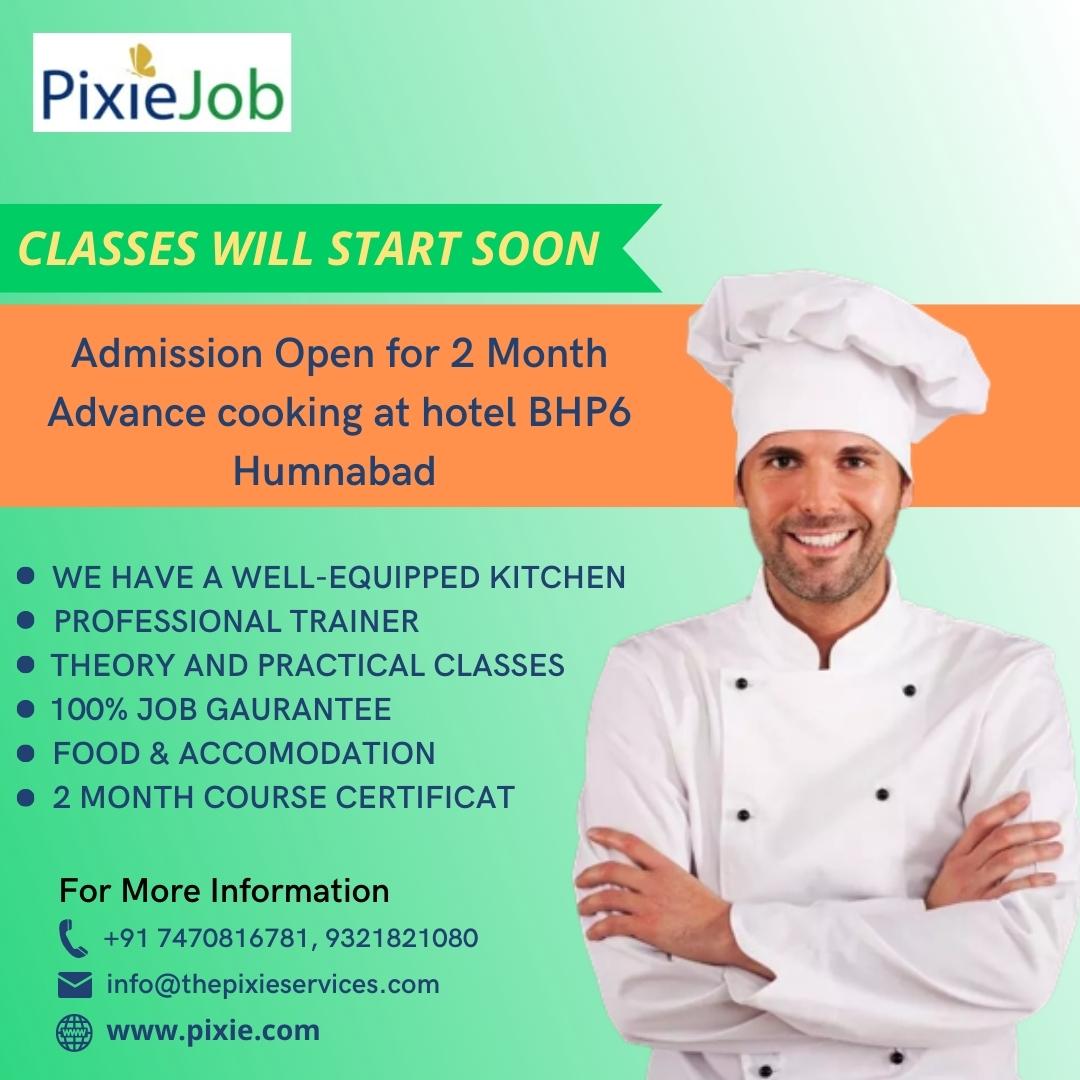 PixieJob
CLASSES WILL START SOON
Admission Open for 2 Month
Advance cooking at hotel BHP6
Humnabad
• WE HAVE A WELL-EQUIPPED KITCHEN
• PROFESSIONAL TRAINER
• THEORY AND PRACTICAL CLASSES
• 100% JOB GAURANTEE
• FOOD & ACCOMODATION
• 2 MONTH COURSE CERTIFICAT
For More Information
+91 7470816781, 9321821080
info@thepixieservices.com
www.pixie.com